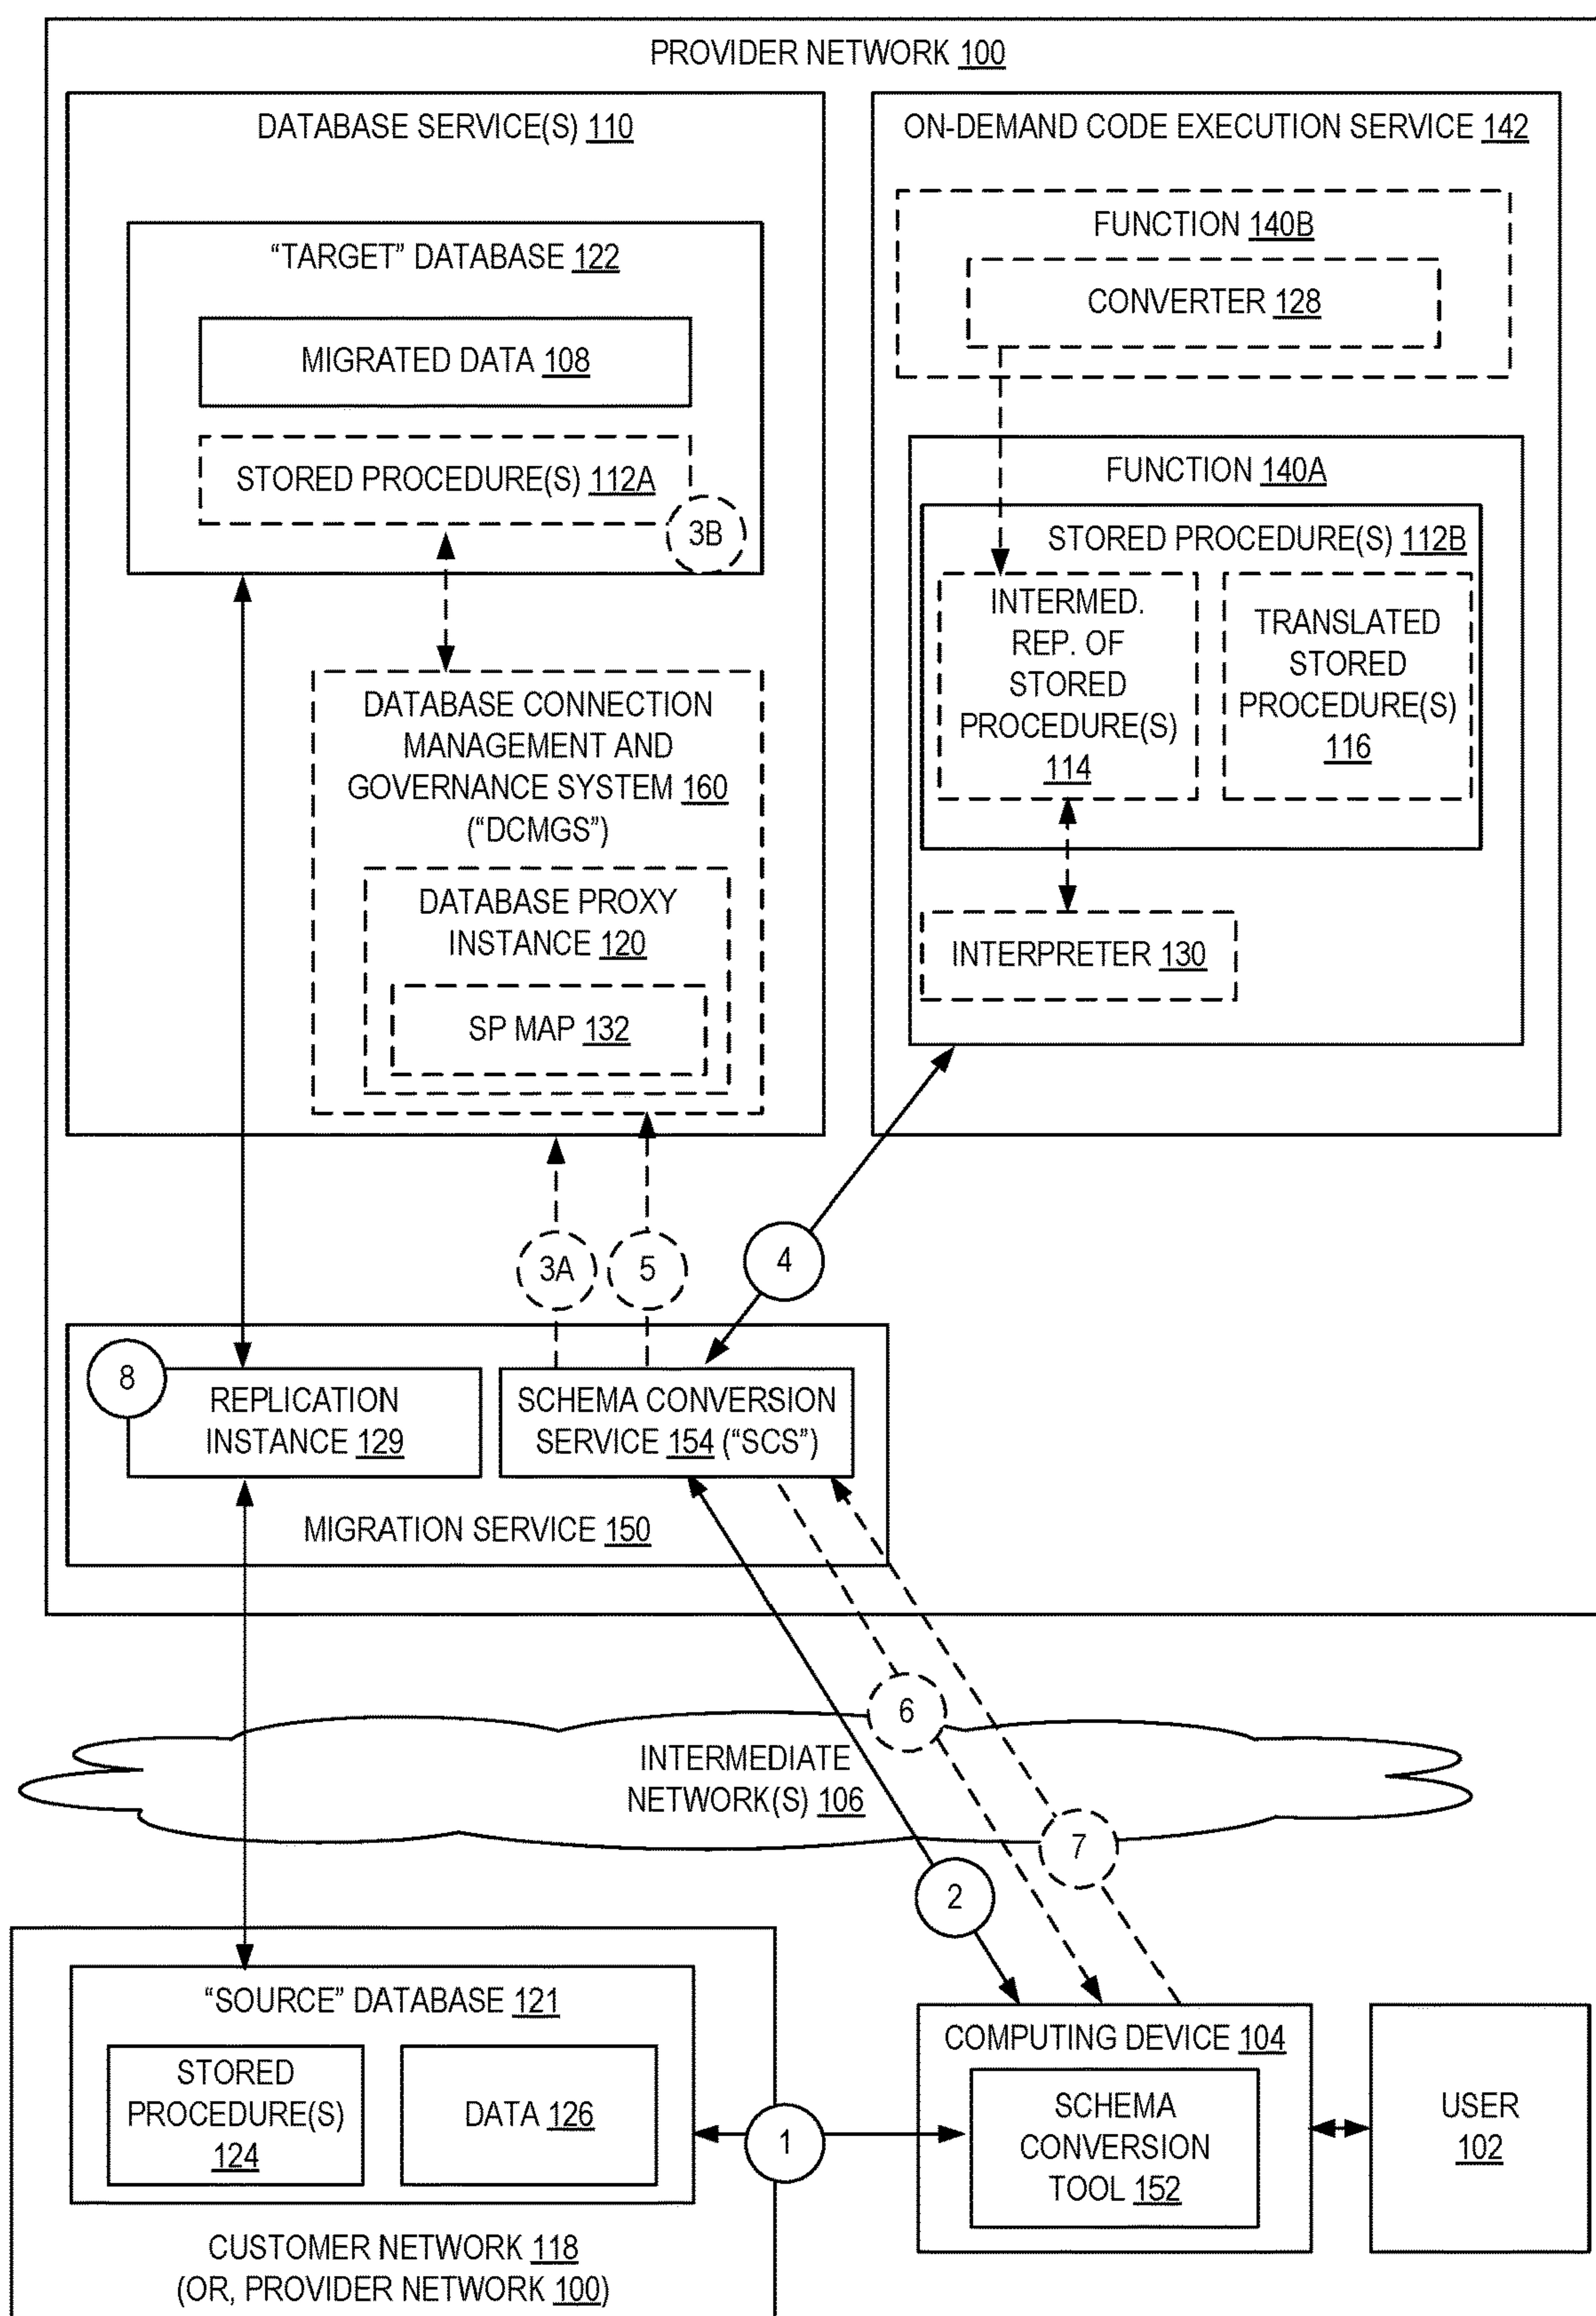 PROVIDER NETWORK 100
DATABASE SERVICE(S) 110
"TARGET" DATABASE 122
MIGRATED DATA 108
STORED PROCEDURE(S) 112A
3B
DATABASE CONNECTION
MANAGEMENT AND
GOVERNANCE SYSTEM 160
("DCMGS")
DATABASE PROXY
INSTANCE 120
SP MAP 132
ON-DEMAND CODE EXECUTION SERVICE 142
FUNCTION 140B
CONVERTER 128
FUNCTION 140A
STORED PROCEDURE(S) 112B
INTERMED.
REP. OF
STORED
PROCEDURE(S)
114
TRANSLATED
STORED
PROCEDURE(S)
116
INTERPRETER 130
3A
5
4
8
REPLICATION
INSTANCE 129
SCHEMA CONVERSION
SERVICE 154 ("SCS")
MIGRATION SERVICE 150
6
INTERMEDIATE
NETWORK(S) 106
7
2
"SOURCE" DATABASE 121
STORED
PROCEDURE(S)
124
DATA 126
1
CUSTOMER NETWORK 118
(OR, PROVIDER NETWORK 100)
COMPUTING DEVICE 104
SCHEMA
CONVERSION
TOOL 152
USER
102